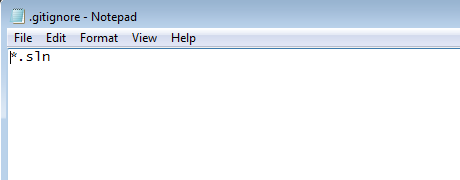 .gitignore - Notepad
File Edit Format View Help
*.sln